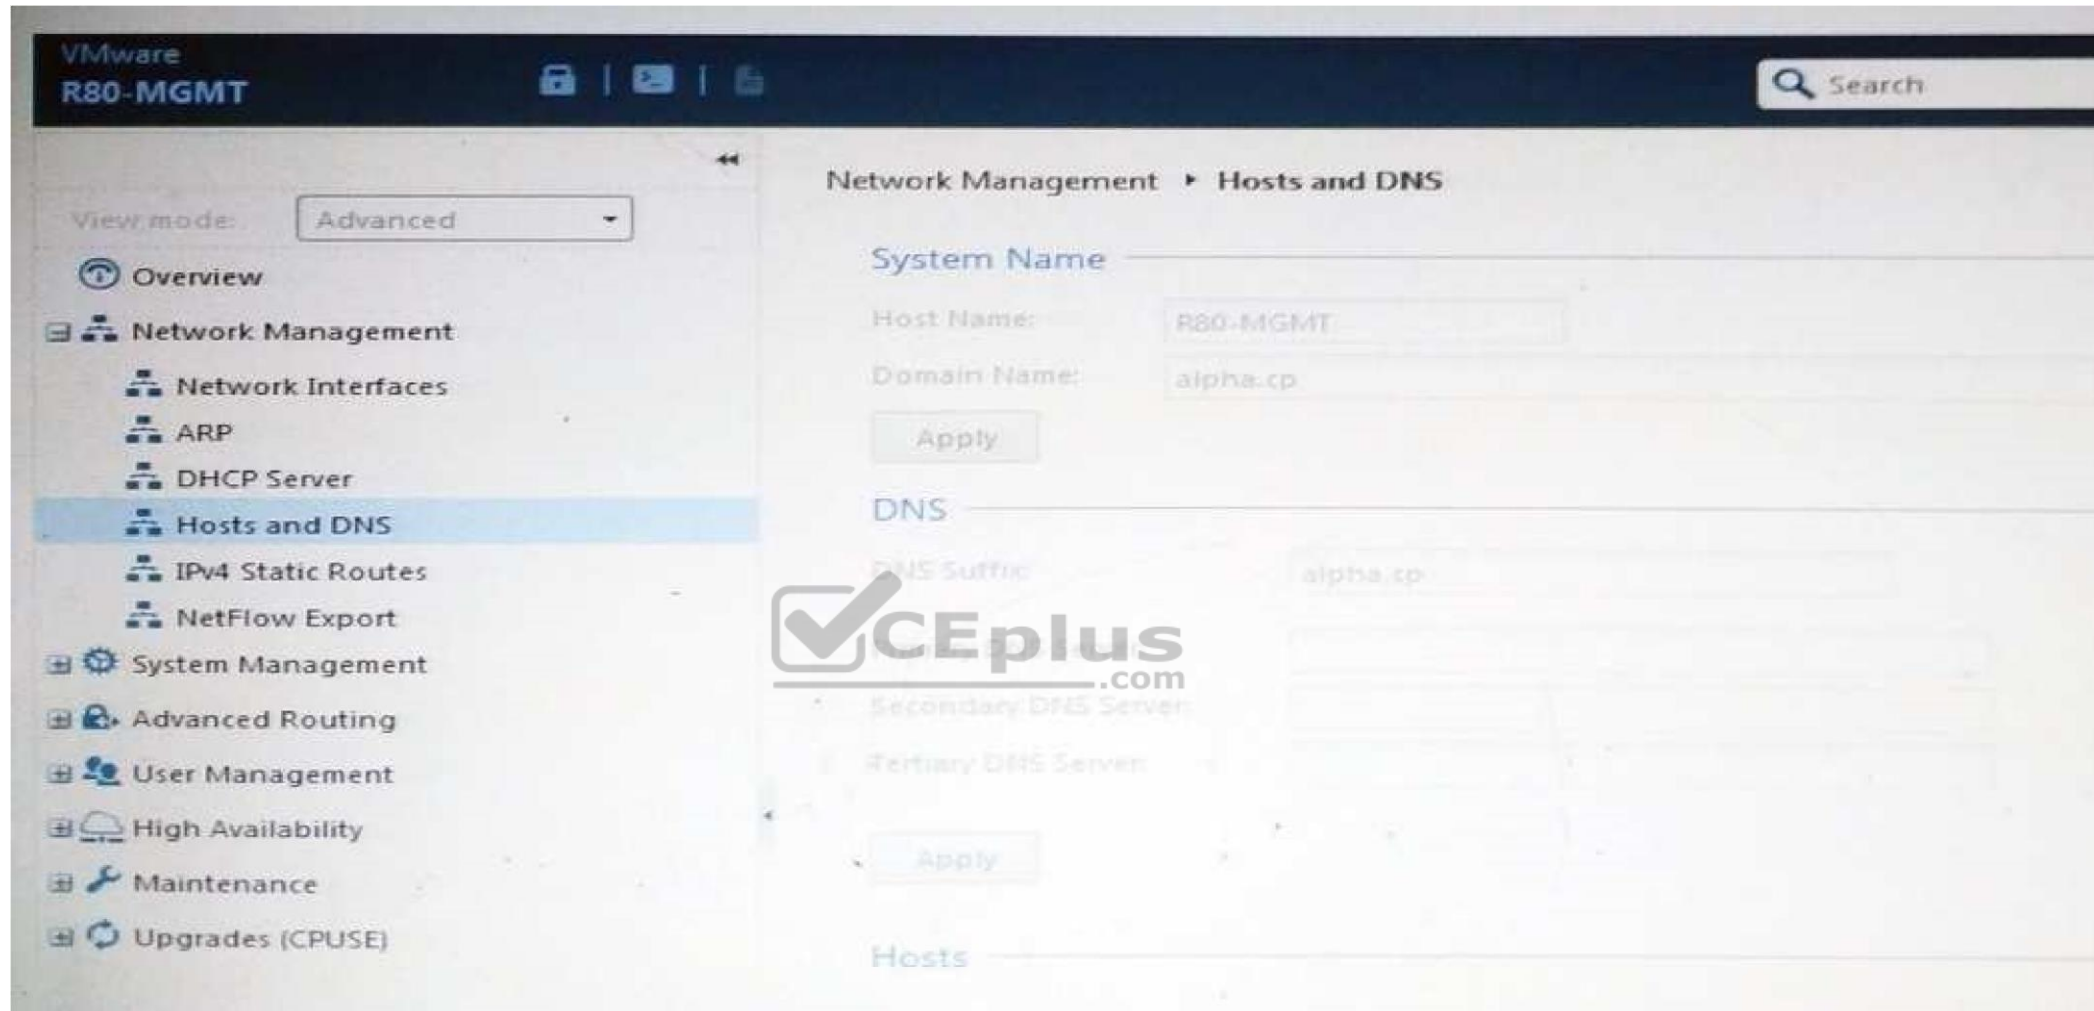 VMware
R80-MGMT
Search
View mode:
Advanced
Overview
Network Management
Network Interfaces
ARP
DHCP Server
Hosts and DNS
IPv4 Static Routes
NetFlow Export
System Management
Advanced Routing
User Management
High Availability
Maintenance
Upgrades (CPUSE)
Network Management ‣ Hosts and DNS
System Name
Host Name: R80-MGMT
Domain Name: alpha.cp
Apply
DNS
DNS Suffix: alpha.cp
DNS Server:
Secondary DNS Server:
Tertiary DNS Server:
Apply
Hosts
CEplus
.com